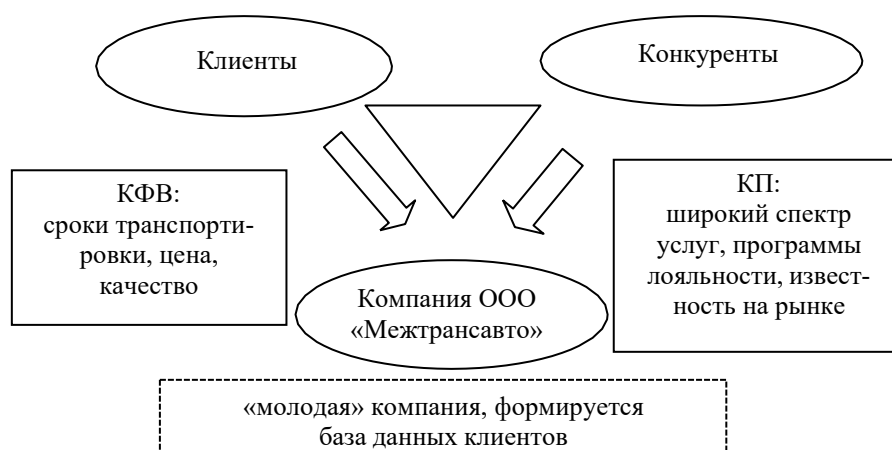 Клиенты
Конкуренты
КФВ:
сроки транспорти-
ровки, цена,
качество
КП:
широкий спектр
услуг, программы
лояльности, извест-
ность на рынке
Компания ООО
«Межтрансавто»
«молодая» компания, формируется
база данных клиентов